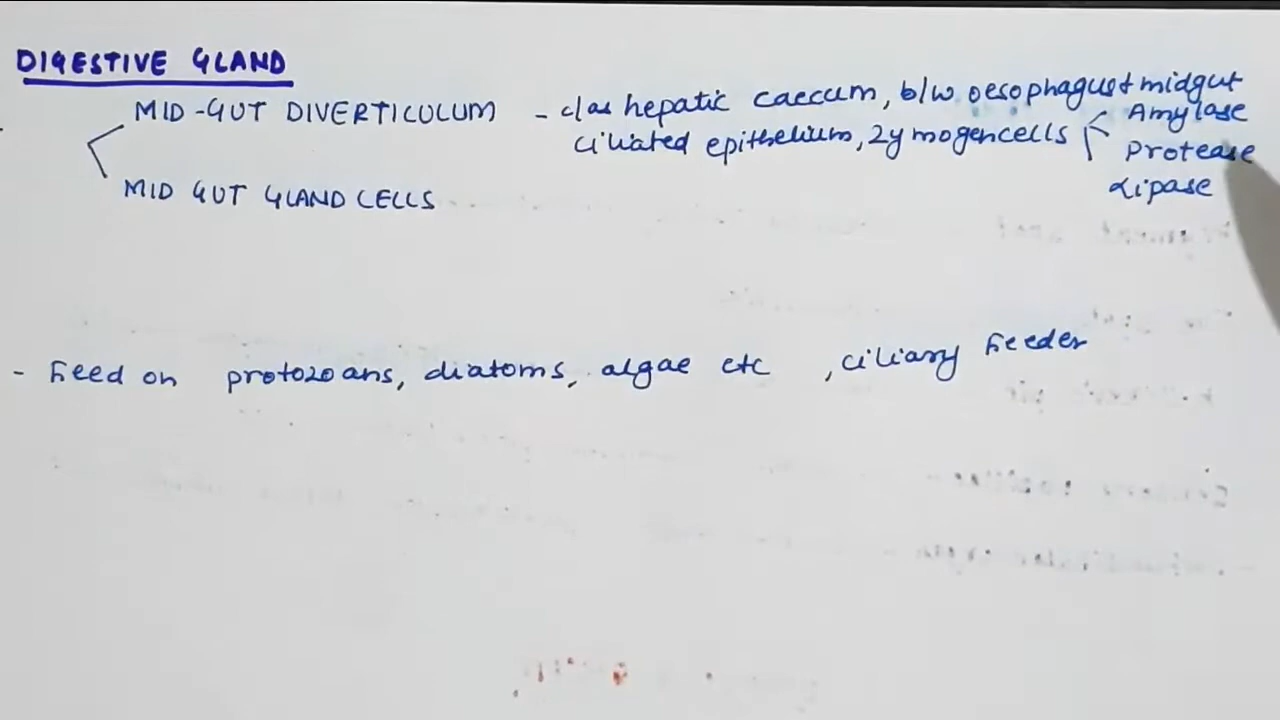 DIGESTIVE GLAND
MID-GUT DIVERTICULUM - c/as hepatic caecum, b/w oesophagus + midgut
ciliated epithelium, zymogencells Amylase
Protease
Lipase
MID GUT GLAND CELLS
- Feed on protozoans, diatoms, algae etc , ciliary feeder